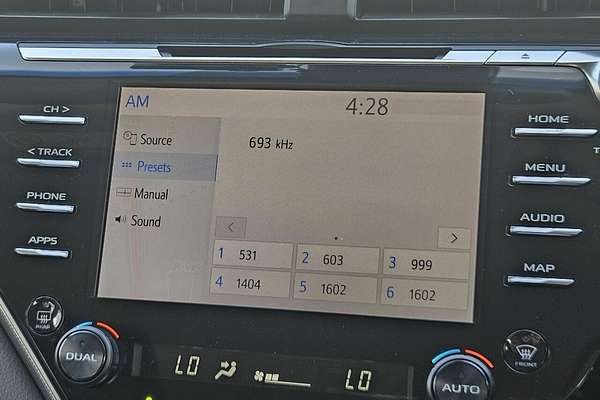 AM 4:28
CH >
< TRACK
PHONE
APPS
Source
Presets
Manual
Sound
693 kHz
<
>
1 531
2 603
3 999
4 1404
5 1602
6 1602
HOME
MENU
AUDIO
MAP
T
REAR
DUAL
LO
LO
AUTO
FRONT